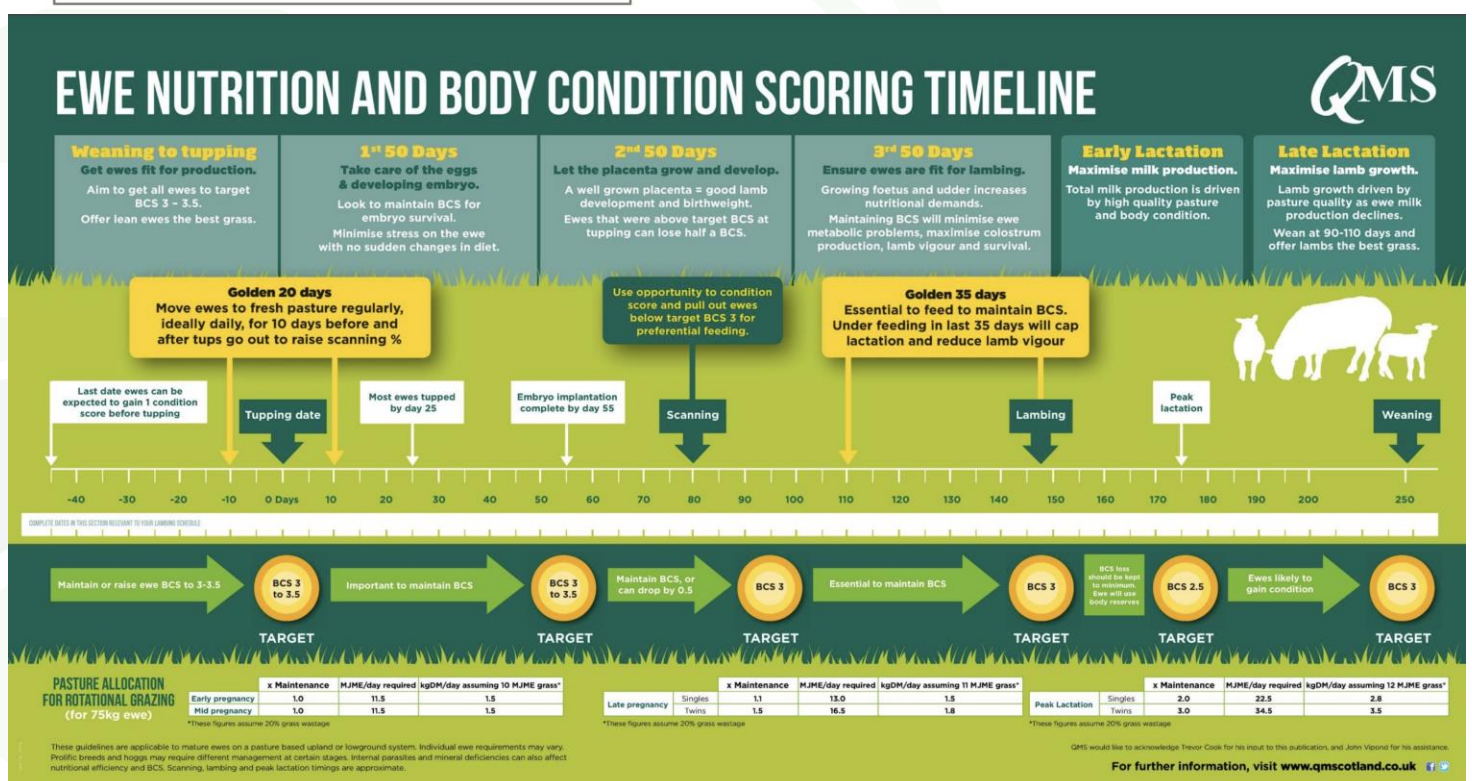 EWE NUTRITION AND BODY CONDITION SCORING TIMELINE
QMS
Weaning to tupping
Get ewes fit for production.
Aim to get all ewes to target
BCS 3 – 3.5.
Offer lean ewes the best grass.
1st 50 Days
Take care of the eggs
& developing embryo.
Look to maintain BCS for
embryo survival.
Minimise stress on the ewe
with no sudden changes in diet.
2nd 50 Days
Let the placenta grow and develop.
A well grown placenta = good lamb
development and birthweight.
Ewes that were above target BCS at
tupping can lose half a BCS.
3rd 50 Days
Ensure ewes are fit for lambing.
Growing foetus and udder increases
nutritional demands.
Maintaining BCS will minimise ewe
metabolic problems, maximise colostrum
production, lamb vigour and survival.
Early Lactation
Maximise milk production.
Total milk production is driven
by high quality pasture
and body condition.
Late Lactation
Maximise lamb growth.
Lamb growth driven by
pasture quality as ewe milk
production declines.
Wean at 90-110 days and
offer lambs the best grass.
Golden 20 days
Move ewes to fresh pasture regularly,
ideally daily, for 10 days before and
after tups go out to raise scanning %
Use opportunity to condition
score and pull out ewes
below target BCS 3 for
preferential feeding.
Golden 35 days
Essential to feed to maintain BCS.
Under feeding in last 35 days will cap
lactation and reduce lamb vigour
Last date ewes can be
expected to gain 1 condition
score before tupping
Tupping date
Most ewes tupped
by day 25
Embryo implantation
complete by day 55
Scanning
Lambing
Peak
lactation
Weaning
-40 -30 -20 -10 0 Days 10 20 30 40 50 60 70 80 90 100 110 120 130 140 150 160 170 180 190 200 250
COMPLETE DATES IN THIS SECTION RELEVANT TO YOUR LAMBING SCHEDULE
Maintain or raise ewe BCS to 3-3.5
BCS 3
to 3.5
TARGET
Important to maintain BCS
BCS 3
to 3.5
TARGET
Maintain BCS, or
can drop by 0.5
BCS 3
TARGET
Essential to maintain BCS
BCS 3
TARGET
BCS loss
should be kept
to minimum.
Ewe will use
body reserves
BCS 2.5
TARGET
Ewes likely to
gain condition
BCS 3
TARGET
PASTURE ALLOCATION
FOR ROTATIONAL GRAZING
(for 75kg ewe)
x Maintenance MJME/day required kgDM/day assuming 10 MJME grass*
Early pregnancy 1.0 11.5 1.5
Mid pregnancy 1.0 11.5 1.5
*These figures assume 20% grass wastage
x Maintenance MJME/day required kgDM/day assuming 11 MJME grass*
Late pregnancy
Singles 1.1 13.0 1.5
Twins 1.5 16.5 1.8
*These figures assume 20% grass wastage
x Maintenance MJME/day required kgDM/day assuming 12 MJME grass*
Peak Lactation
Singles 2.0 22.5 2.8
Twins 3.0 34.5 3.5
*These figures assume 20% grass wastage
These guidelines are applicable to mature ewes on a pasture based upland or lowground system. Individual ewe requirements may vary.
Prolific breeds and hoggs may require different management at certain stages. Internal parasites and mineral deficiencies can also affect
nutritional efficiency and BCS. Scanning, lambing and peak lactation timings are approximate.
QMS would like to acknowledge Trevor Cook for his input to this publication, and John Vipond for his assistance.
For further information, visit www.qmscotland.co.uk